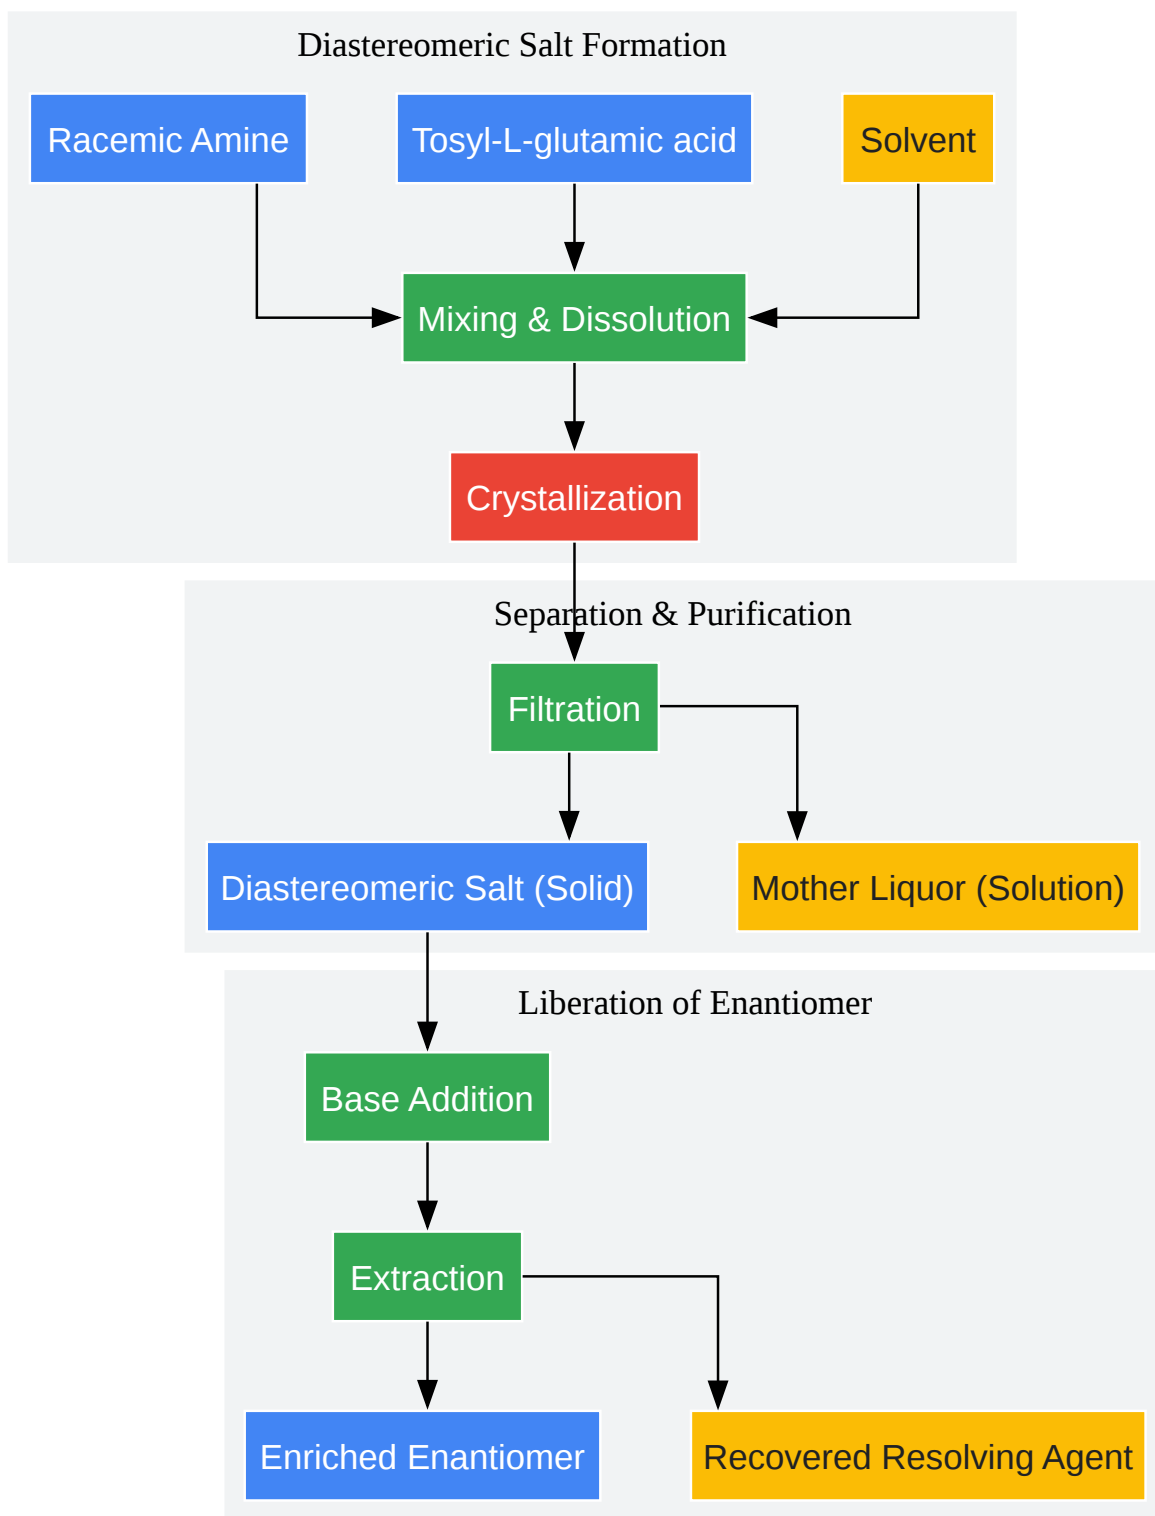 Diastereomeric Salt Formation
Racemic Amine
Tosyl-L-glutamic acid
Solvent
Mixing & Dissolution
Crystallization
Separation & Purification
Filtration
Diastereomeric Salt (Solid)
Mother Liquor (Solution)
Liberation of Enantiomer
Base Addition
Extraction
Enriched Enantiomer
Recovered Resolving Agent